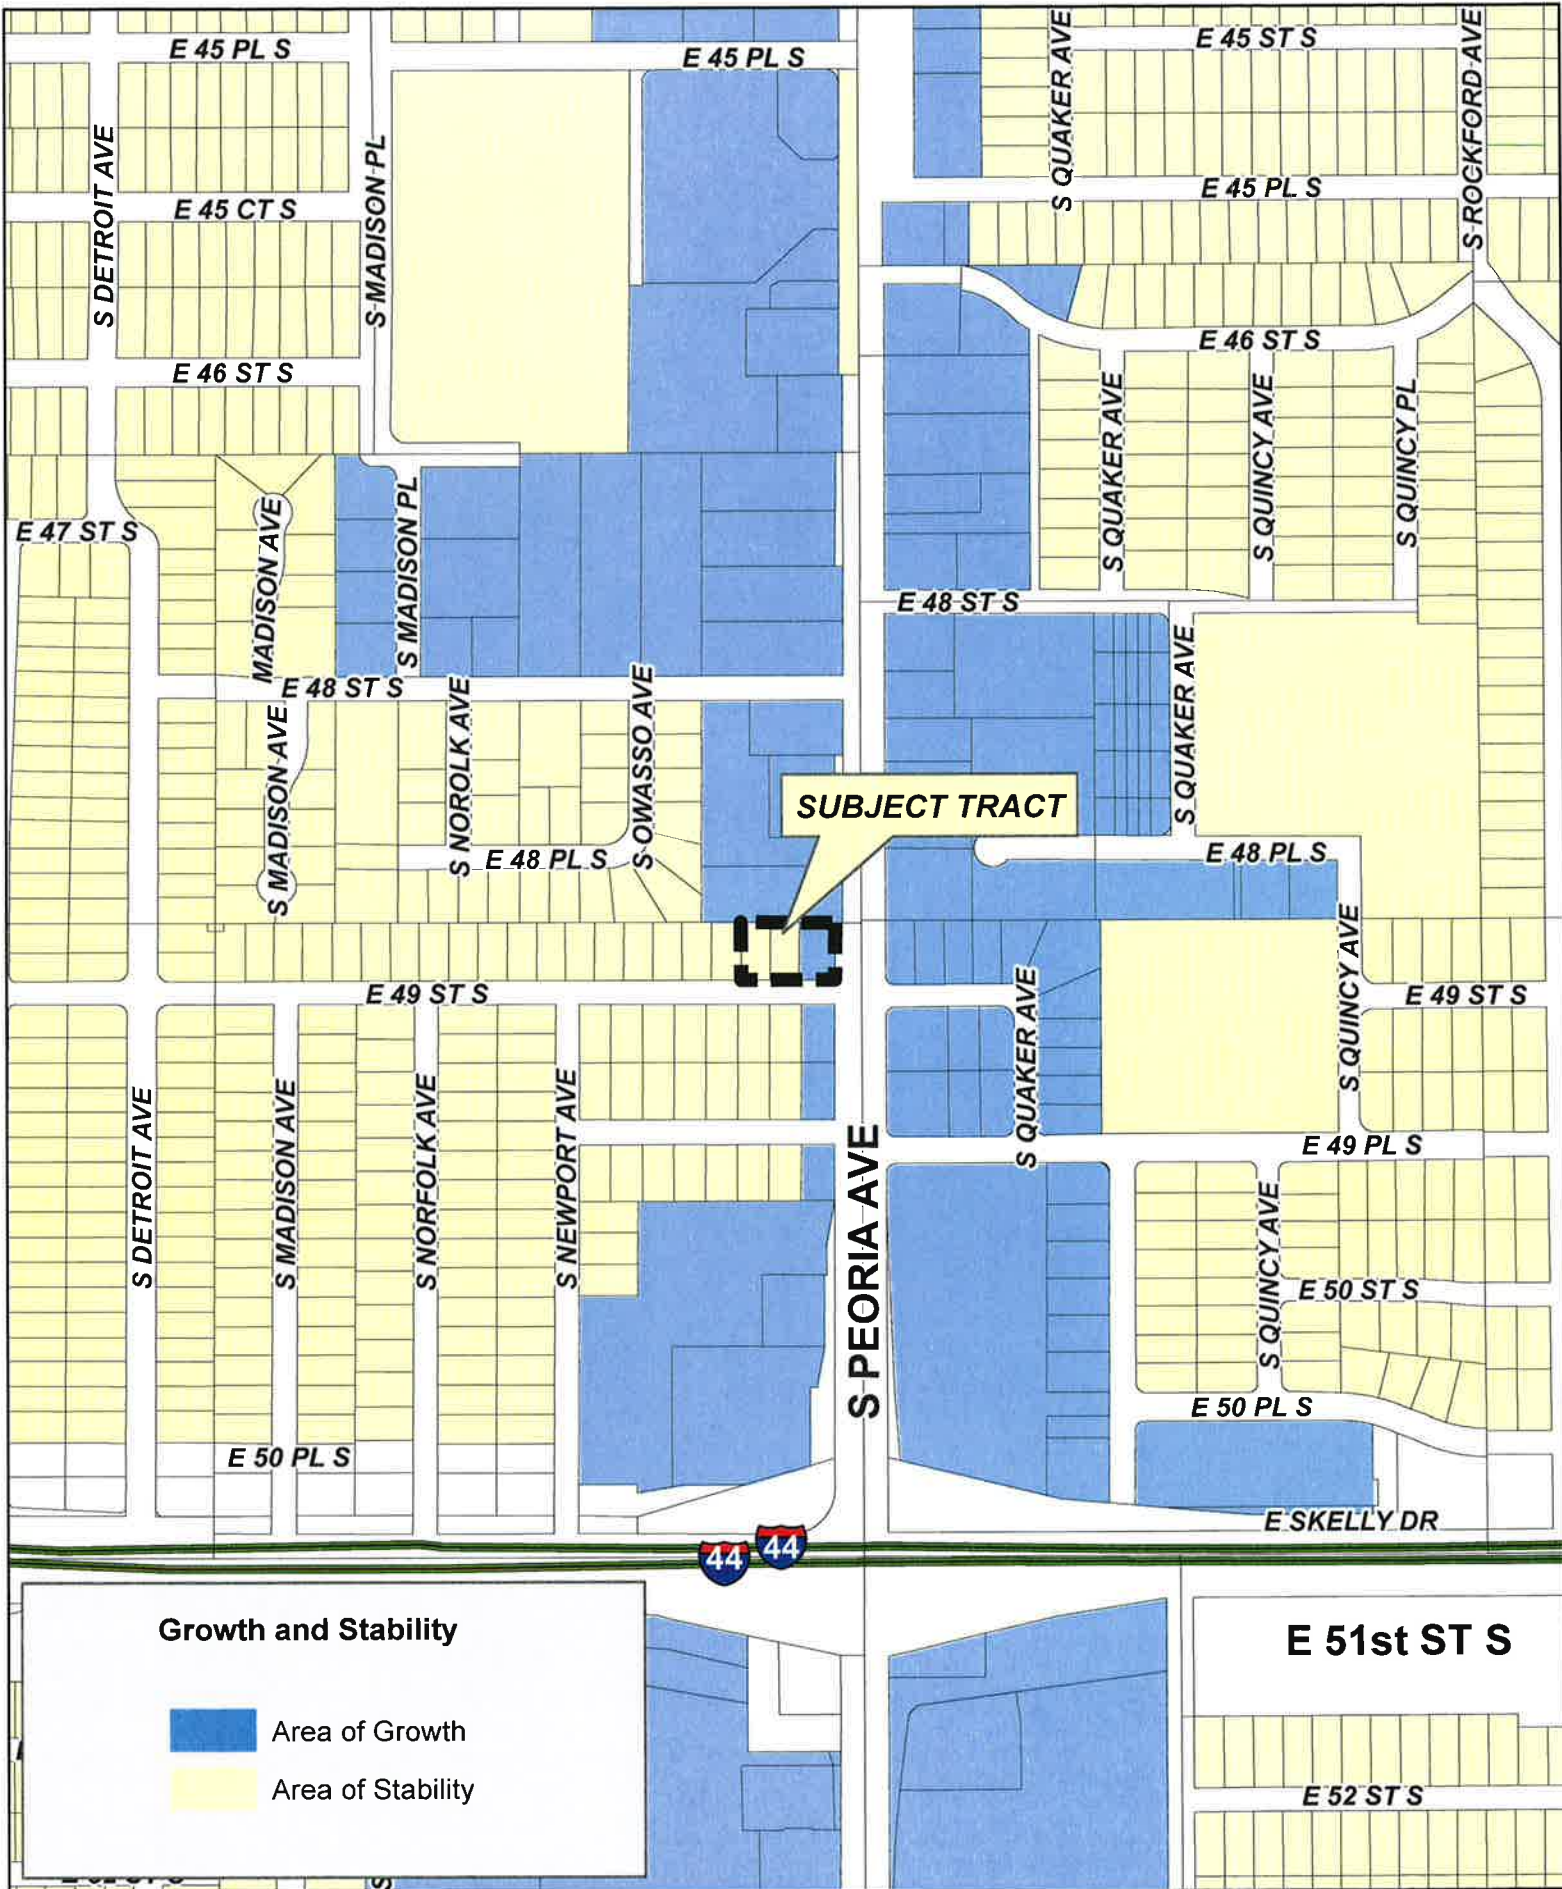 E 45 PL S
E 45 PL S
E 45 ST S
S QUAKER AVE
S ROCKFORD AVE
S DETROIT AVE
S MADISON PL
E 45 PL S
E 45 CT S
E 46 ST S
E 46 ST S
S QUAKER AVE
S QUINCY AVE
S QUINCY PL
E 47 ST S
MADISON AVE
S MADISON PL
E 48 ST S
E 48 ST S
S MADISON AVE
S NOROLK AVE
S OWASSO AVE
S QUAKER AVE
SUBJECT TRACT
E 48 PL S
E 48 PL S
E 49 ST S
S QUAKER AVE
S QUINCY AVE
E 49 ST S
S DETROIT AVE
S MADISON AVE
S NORFOLK AVE
S NEWPORT AVE
S PEORIA AVE
E 49 PL S
S QUINCY AVE
E 50 ST S
E 50 PL S
E 50 PL S
E SKELLY DR
44
44
Growth and Stability
Area of Growth
Area of Stability
E 51st ST S
E 52 ST S